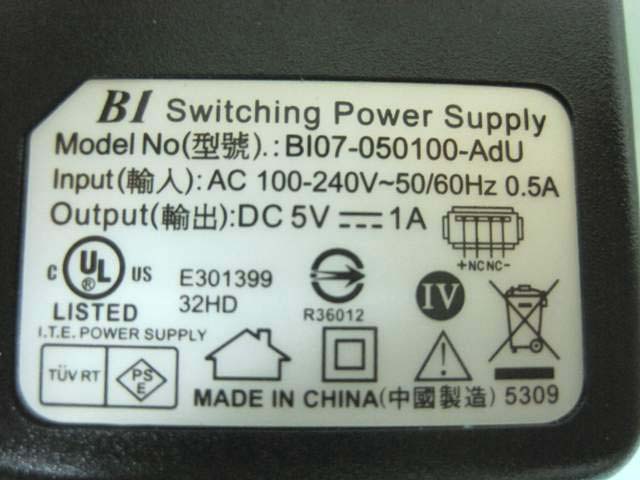 BI Switching Power Supply
Model No(型號).:BI07-050100-AdU
Input(輸入):AC 100-240V~50/60Hz 0.5A
Output(輸出):DC 5V⎓1A
+NCNC-
C UL® US
LISTED
E301399
32HD
R36012
IV
I.T.E. POWER SUPPLY
TÜV RT
PS
E
MADE IN CHINA(中國製造) 5309